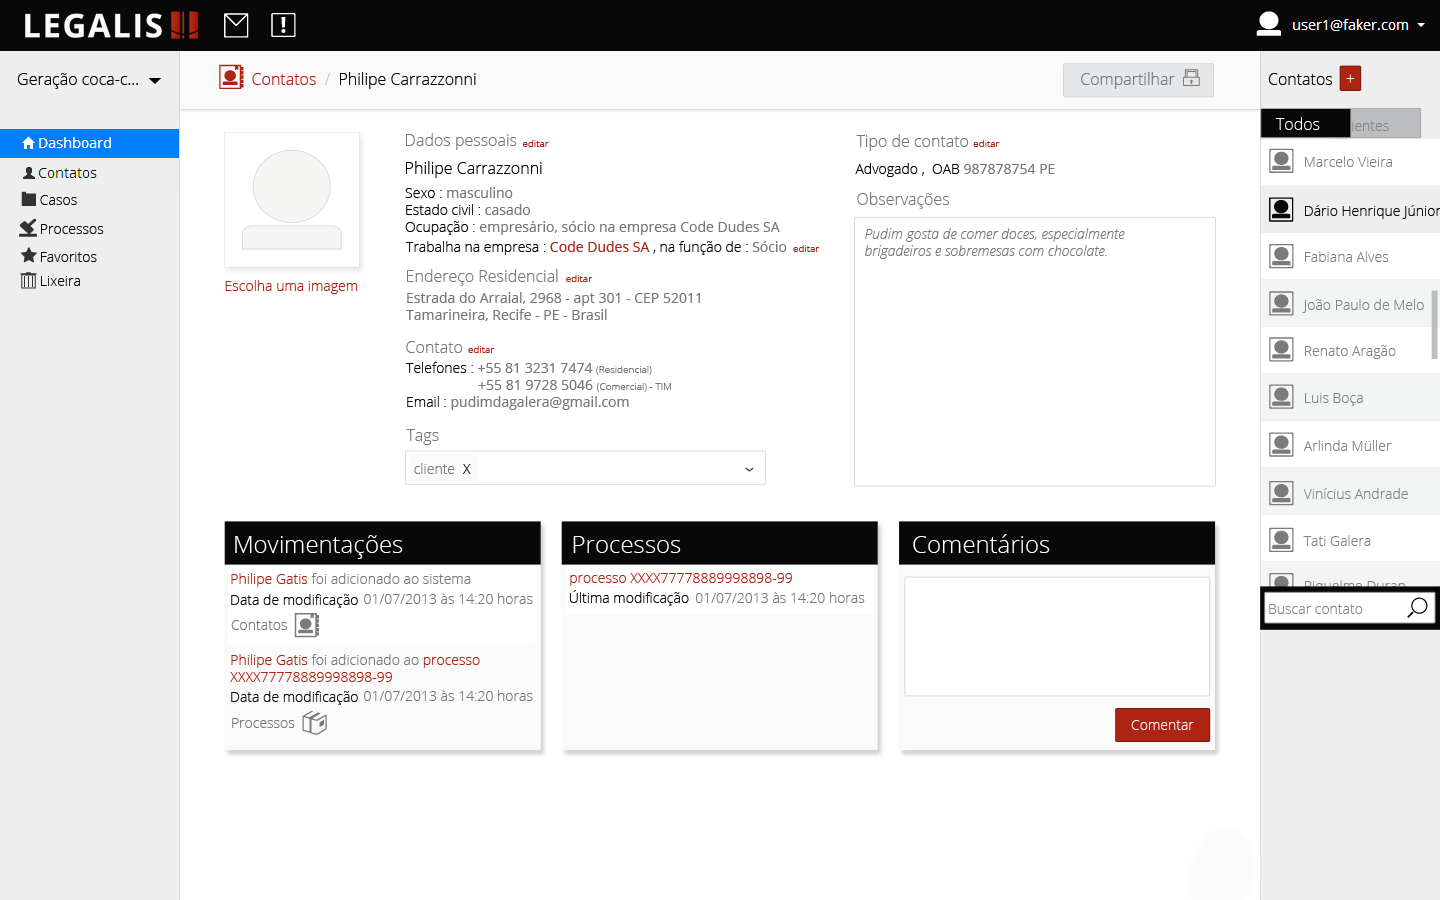 LEGALIS
user1@faker.com
Geração coca-c...
Dashboard
Contatos
Casos
Processos
Favoritos
Lixeira
Contatos / Philipe Carrazzonni
Compartilhar
Escolha uma imagem
Dados pessoais editar
Philipe Carrazzonni
Sexo : masculino
Estado civil : casado
Ocupação : empresário, sócio na empresa Code Dudes SA
Trabalha na empresa : Code Dudes SA , na função de : Sócio editar
Endereço Residencial editar
Estrada do Arraial, 2968 - apt 301 - CEP 52011
Tamarineira, Recife - PE - Brasil
Contato editar
Telefones : +55 81 3231 7474 (Residencial)
+55 81 9728 5046 (Comercial) - TIM
Email : pudimdagalera@gmail.com
Tags
cliente X
Tipo de contato editar
Advogado , OAB 987878754 PE
Observações
Pudim gosta de comer doces, especialmente
brigadeiros e sobremesas com chocolate.
Movimentações
Philipe Gatis foi adicionado ao sistema
Data de modificação 01/07/2013 às 14:20 horas
Contatos
Philipe Gatis foi adicionado ao processo
XXXX77778889998898-99
Data de modificação 01/07/2013 às 14:20 horas
Processos
Processos
processo XXXX77778889998898-99
Última modificação 01/07/2013 às 14:20 horas
Comentários
Comentar
Contatos +
Todos
ientes
Marcelo Vieira
Dário Henrique Júnior
Fabiana Alves
João Paulo de Melo
Renato Aragão
Luis Boça
Arlinda Müller
Vinícius Andrade
Tati Galera
Riquelme Duran
Buscar contato